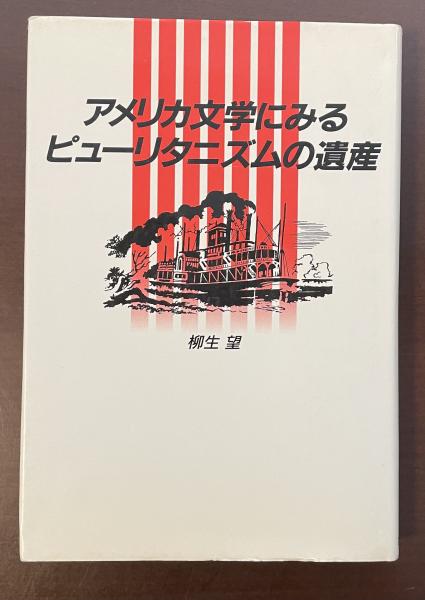 アメリカ文学にみる
ピューリタニズムの遺産
柳生 望